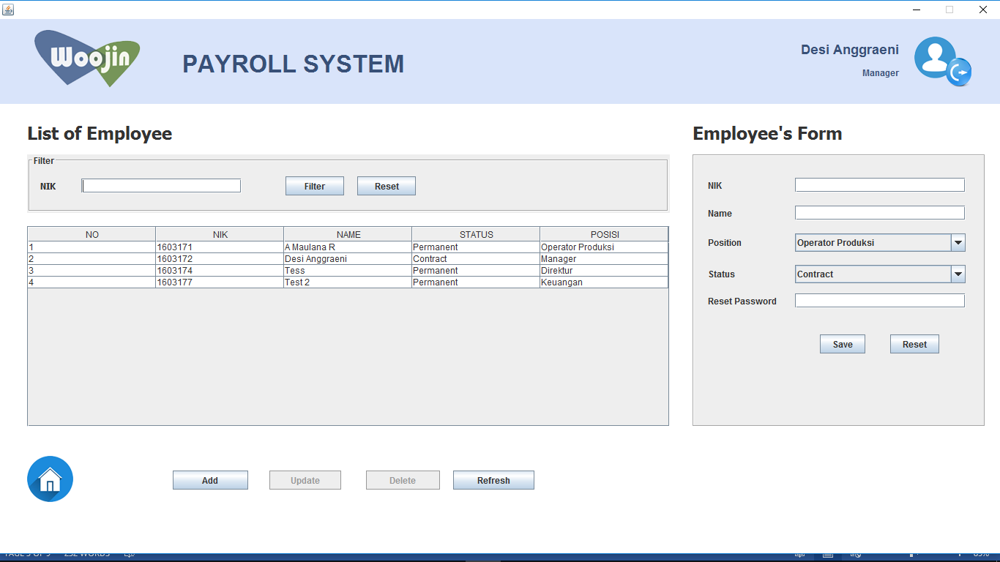 Woojin
PAYROLL SYSTEM
Desi Anggraeni
Manager
List of Employee
Filter
NIK
Filter
Reset
NO NIK NAME STATUS POSISI
1 1603171 A Maulana R Permanent Operator Produksi
2 1603172 Desi Anggraeni Contract Manager
3 1603174 Tess Permanent Direktur
4 1603177 Test 2 Permanent Keuangan
Employee's Form
NIK
Name
Position Operator Produksi
Status Contract
Reset Password
Save Reset
Add Update Delete Refresh